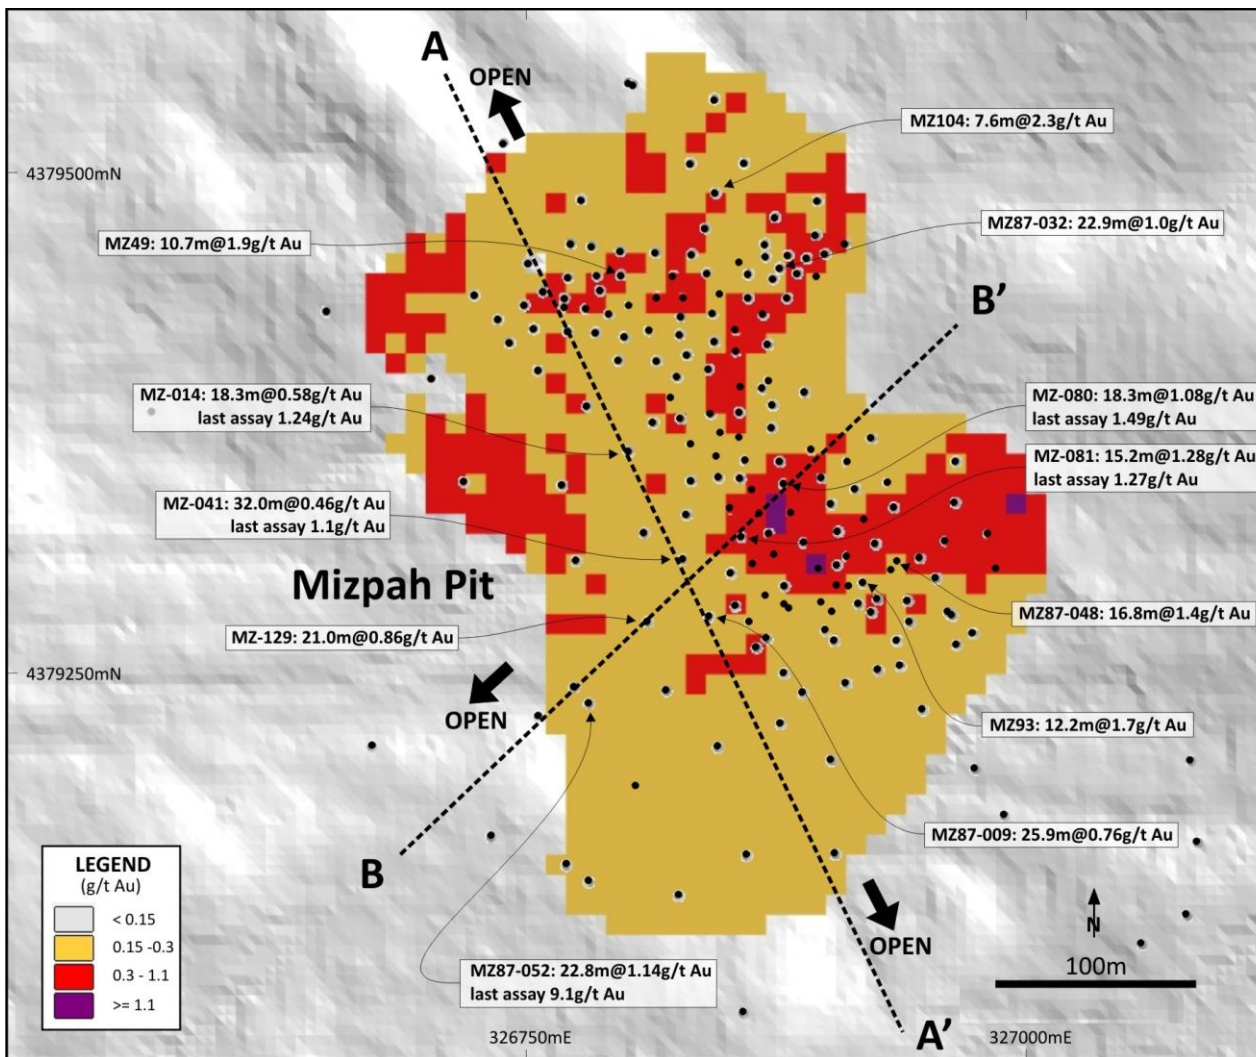 A
OPEN
MZ104: 7.6m@2.3g/t Au
4379500mN
MZ49: 10.7m@1.9g/t Au
MZ87-032: 22.9m@1.0g/t Au
B’
MZ-014: 18.3m@0.58g/t Au
last assay 1.24g/t Au
MZ-080: 18.3m@1.08g/t Au
last assay 1.49g/t Au
MZ-081: 15.2m@1.28g/t Au
last assay 1.27g/t Au
MZ-041: 32.0m@0.46g/t Au
last assay 1.1g/t Au
Mizpah Pit
MZ87-048: 16.8m@1.4g/t Au
MZ-129: 21.0m@0.86g/t Au
4379250mN
OPEN
MZ93: 12.2m@1.7g/t Au
MZ87-009: 25.9m@0.76g/t Au
B
LEGEND
(g/t Au)
< 0.15
0.15 -0.3
0.3 - 1.1
>= 1.1
OPEN
N
100m
MZ87-052: 22.8m@1.14g/t Au
last assay 9.1g/t Au
A’
326750mE
327000mE